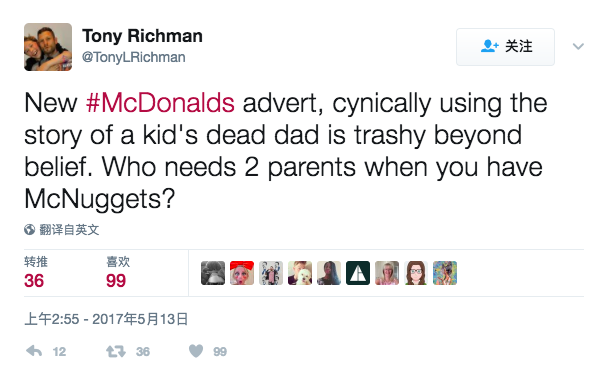 Tony Richman
@TonyLRichman
关注
New #McDonalds advert, cynically using the
story of a kid's dead dad is trashy beyond
belief. Who needs 2 parents when you have
McNuggets?
翻译自英文
转推 喜欢
36 99
上午2:55 - 2017年5月13日
12 36 99